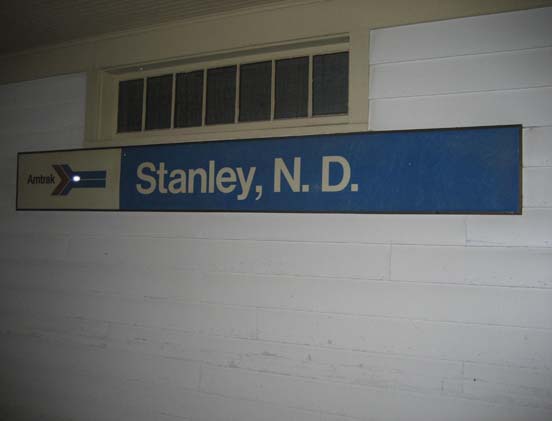 Amtrak
Stanley, N. D.